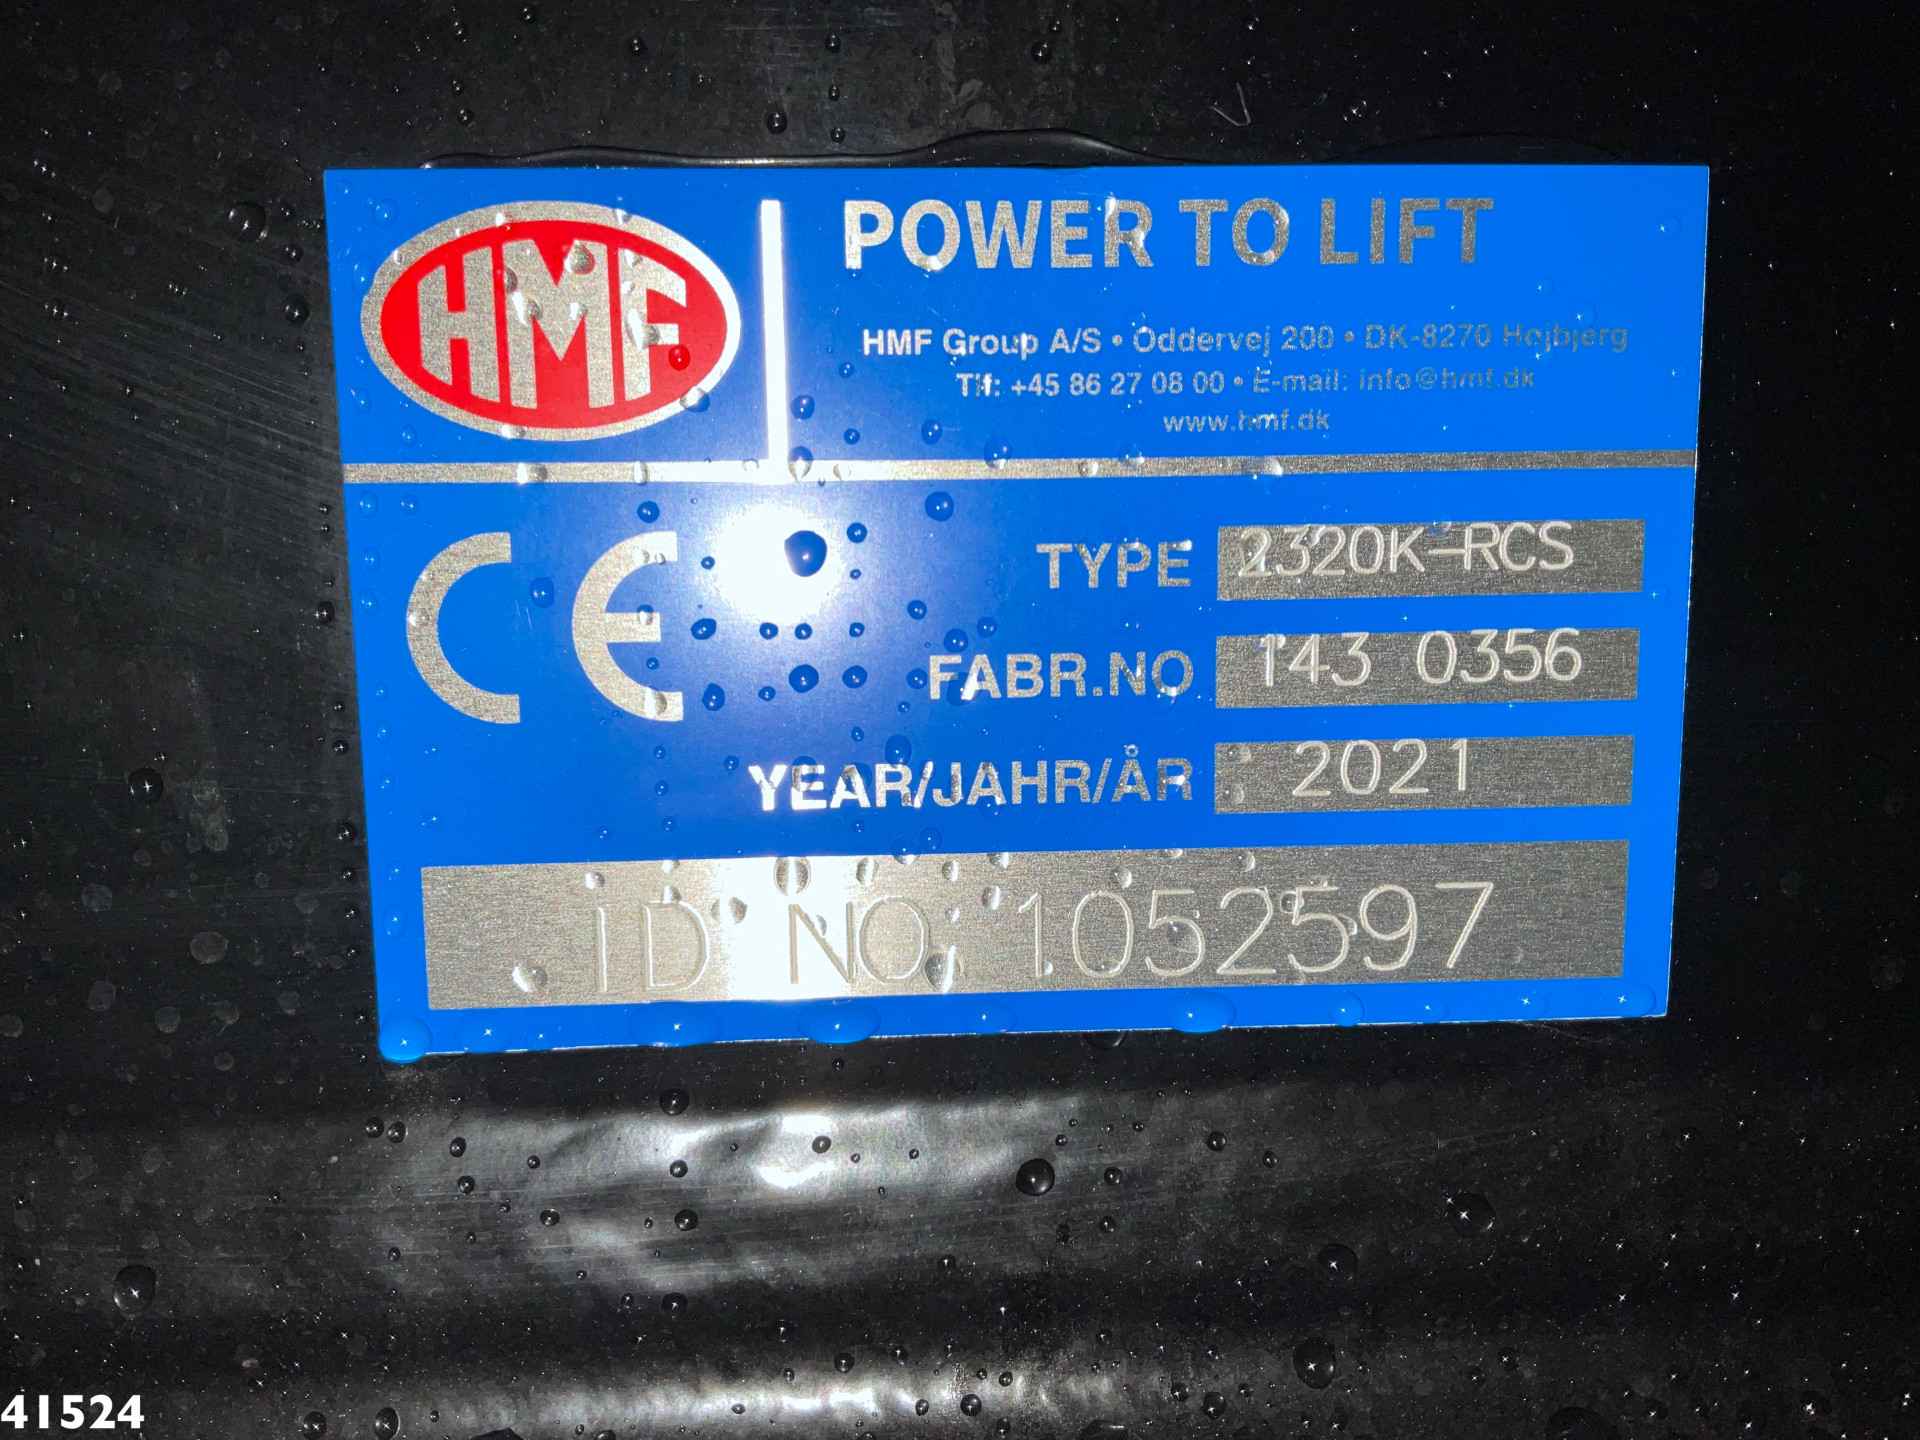 HMF
POWER TO LIFT
HMF Group A/S • Oddervej 200 • DK-8270 Højbjerg
Tlf: +45 86 27 08 00 • E-mail: info@hmf.dk
www.hmf.dk
CE
TYPE 2320K-RCS
FABR.NO 143 0356
YEAR/JAHR/ÅR 2021
ID NO. 1052597
41524